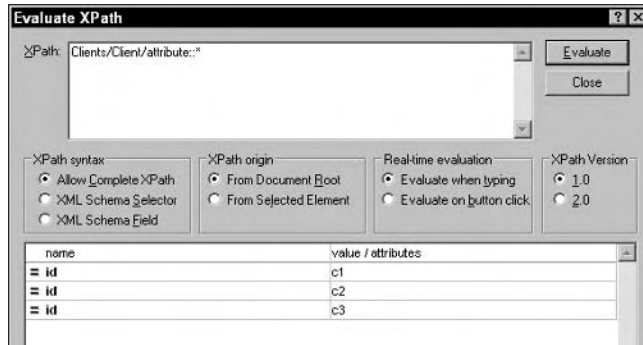 Evaluate XPath
XPath: Clients/Client/attribute::* Evaluate
Close
XPath syntax XPath origin Real-time evaluation XPath Version
Allow Complete XPath From Document Root Evaluate when typing 1.0
XML Schema Selector From Selected Element Evaluate on button click 2.0
XML Schema Field
name value / attributes
= id c1
= id c2
= id c3